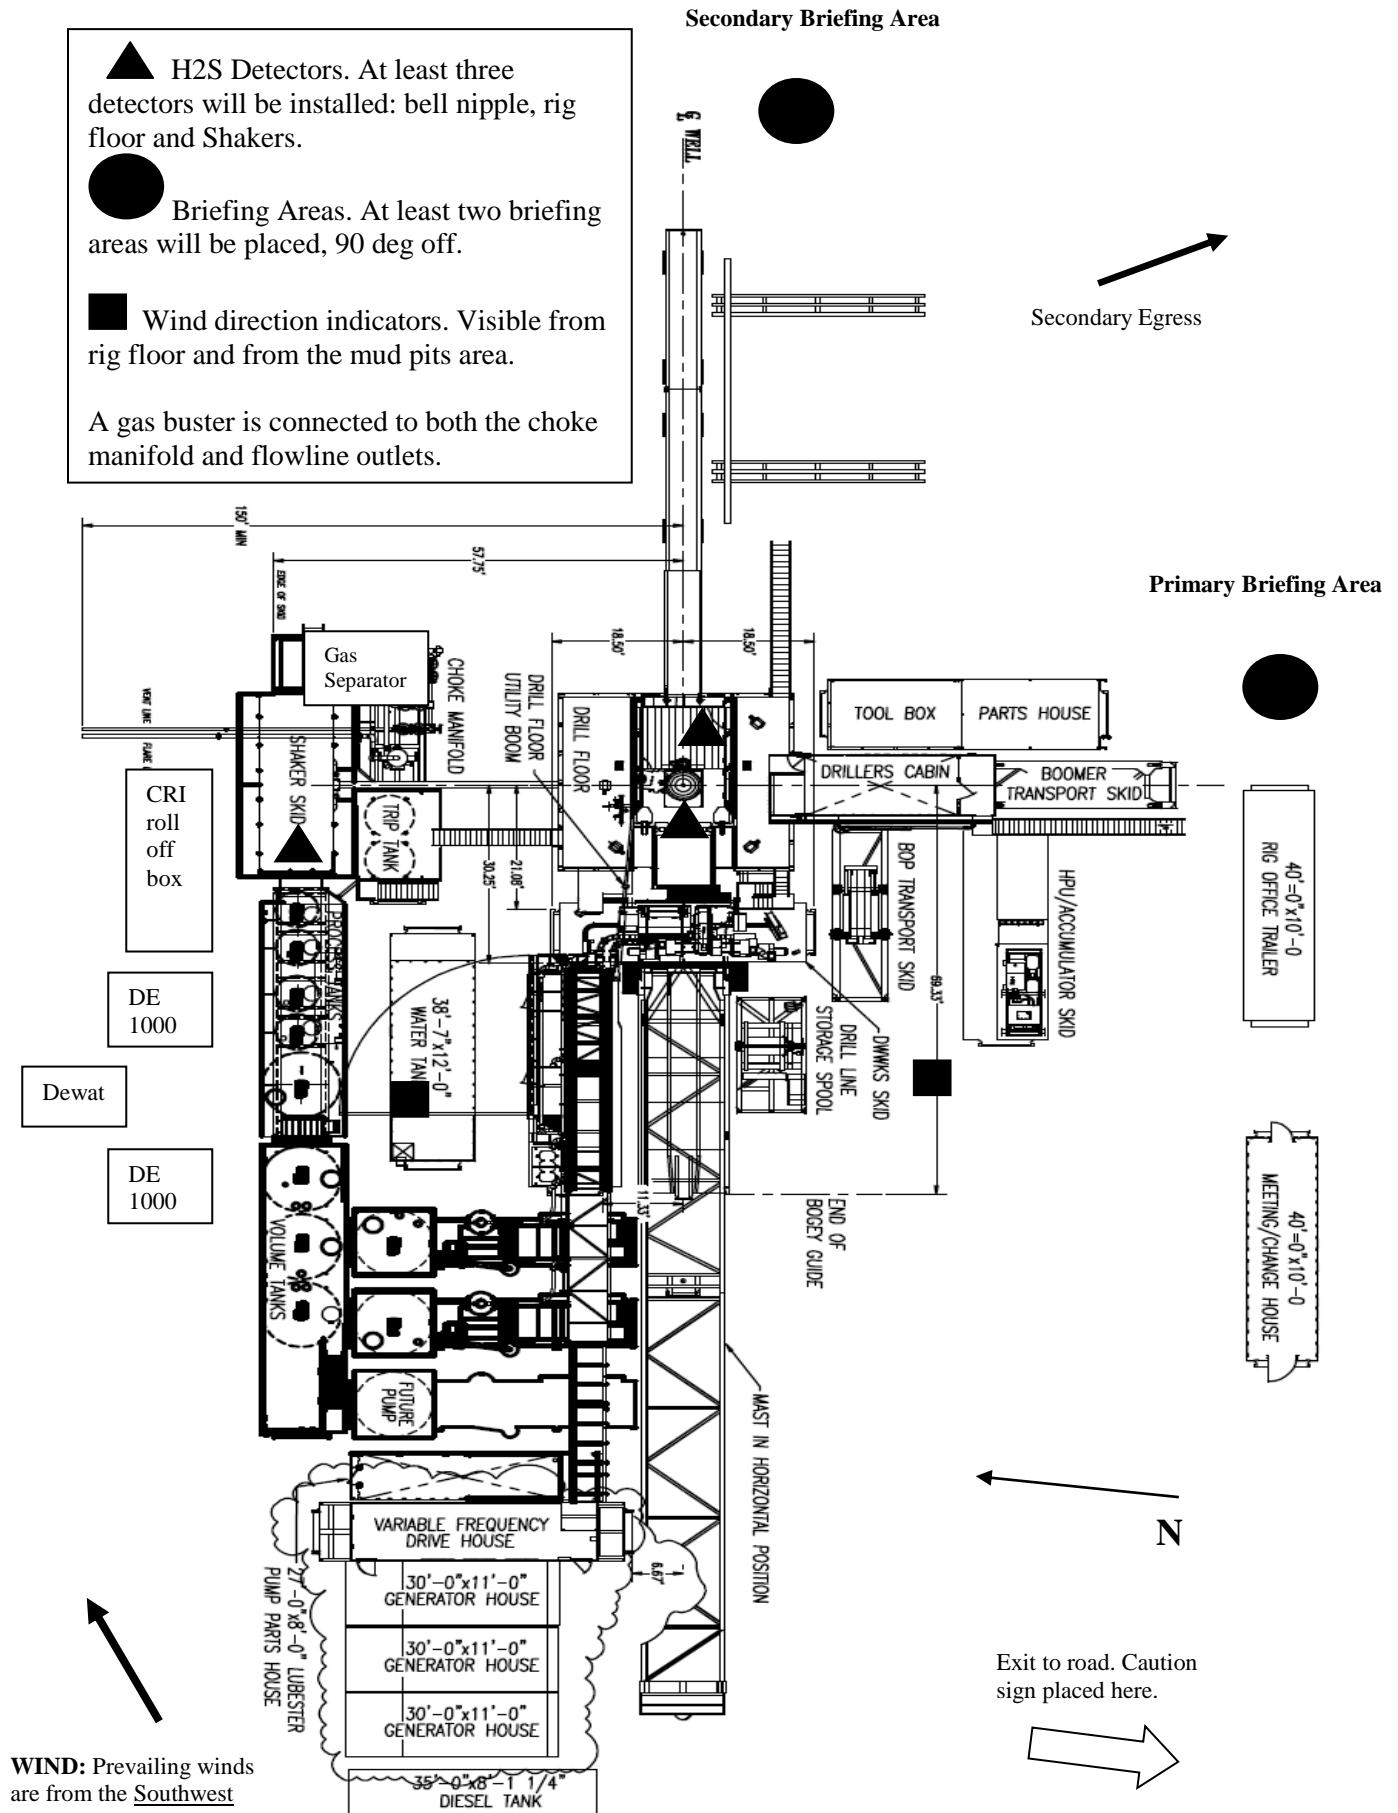 Secondary Briefing Area
H2S Detectors. At least three
detectors will be installed: bell nipple, rig
floor and Shakers.
Briefing Areas. At least two briefing
areas will be placed, 90 deg off.
Wind direction indicators. Visible from
rig floor and from the mud pits area.
A gas buster is connected to both the choke
manifold and flowline outlets.
℄ WELL
Secondary Egress
150' MIN
57.75'
EDGE OF SKID
Primary Briefing Area
18.50'
18.50'
Gas
Separator
CHOKE MANIFOLD
DRILL FLOOR
UTILITY BOOM
DRILL FLOOR
TOOL BOX
PARTS HOUSE
VENT LINE
FLARE
SHAKER SKID
DRILLERS CABIN
BOOMER
TRANSPORT SKID
CRI
roll
off
box
TRIP TANK
30.25'
21.08'
BOP TRANSPORT SKID
HPU/ACCUMULATOR SKID
40'=0"x10'-0
RIG OFFICE TRAILER
PROCESS TANKS
DE
1000
38'-7"x12'-0"
WATER TANK
69.33'
DWWKS SKID
DRILL LINE
STORAGE SPOOL
Dewat
DE
1000
11.33'
END OF
BOGEY GUIDE
40'=0"x10'-0
MEETING/CHANGE HOUSE
VOLUME TANKS
FUTURE
PUMP
MAST IN HORIZONTAL POSITION
N
VARIABLE FREQUENCY
DRIVE HOUSE
6.67'
27'-0"x8'-0" LUBESTER
PUMP PARTS HOUSE
30'-0"x11'-0"
GENERATOR HOUSE
30'-0"x11'-0"
GENERATOR HOUSE
30'-0"x11'-0"
GENERATOR HOUSE
Exit to road. Caution
sign placed here.
WIND: Prevailing winds
are from the Southwest
35'-0"x8'-1 1/4"
DIESEL TANK